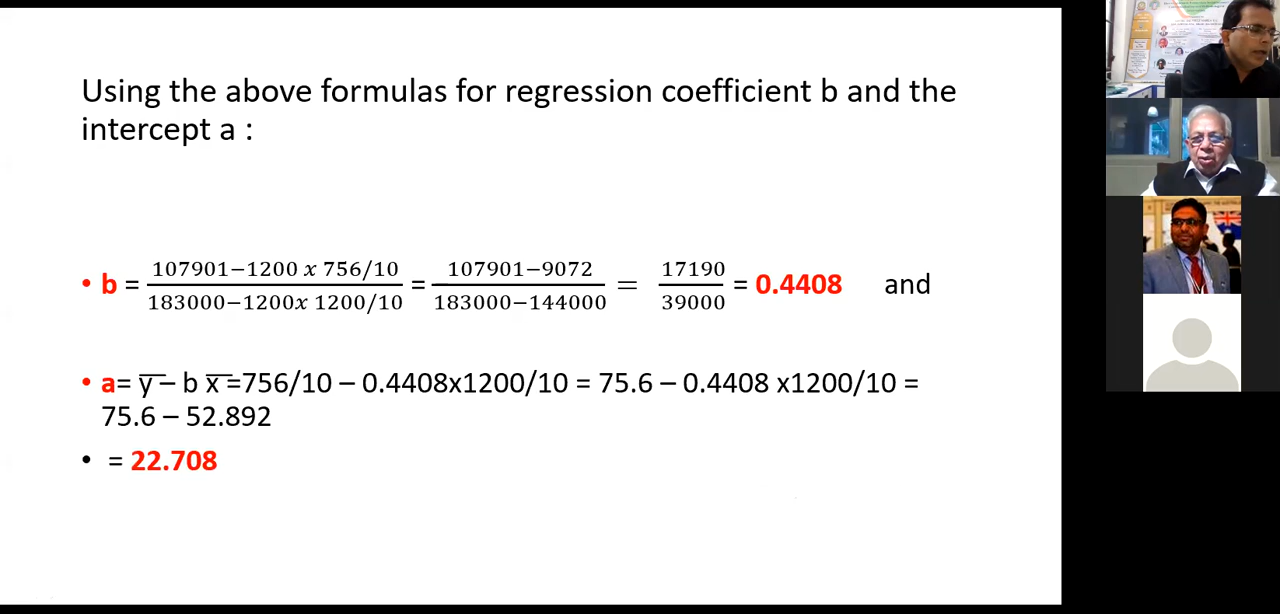 Using the above formulas for regression coefficient b and the
intercept a :
• b = (107901−1200 x 756/10)/(183000−1200x 1200/10) = (107901−9072)/(183000−144000) = 17190/39000 = 0.4408 and
• a= y̅ – b x̅ =756/10 – 0.4408x1200/10 = 75.6 – 0.4408 x1200/10 =
75.6 – 52.892
• = 22.708